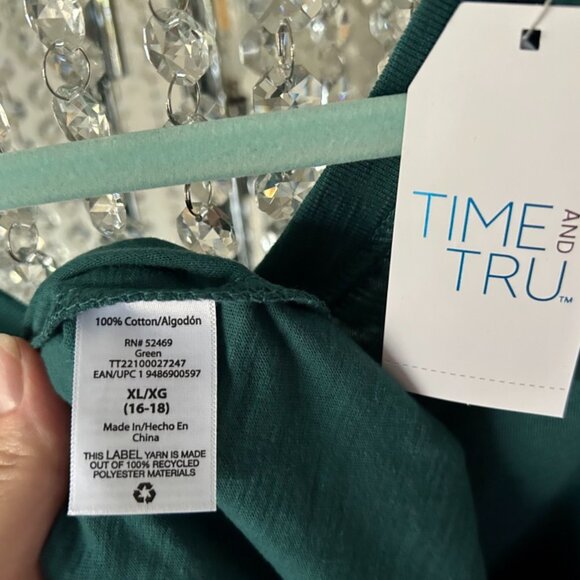 TIME AND
TRU™
100% Cotton/Algodón
RN# 52469
Green
TT22100027247
EAN/UPC 1 9486900597
XL/XG
(16-18)
Made In/Hecho En
China
THIS LABEL YARN IS MADE
OUT OF 100% RECYCLED
POLYESTER MATERIALS